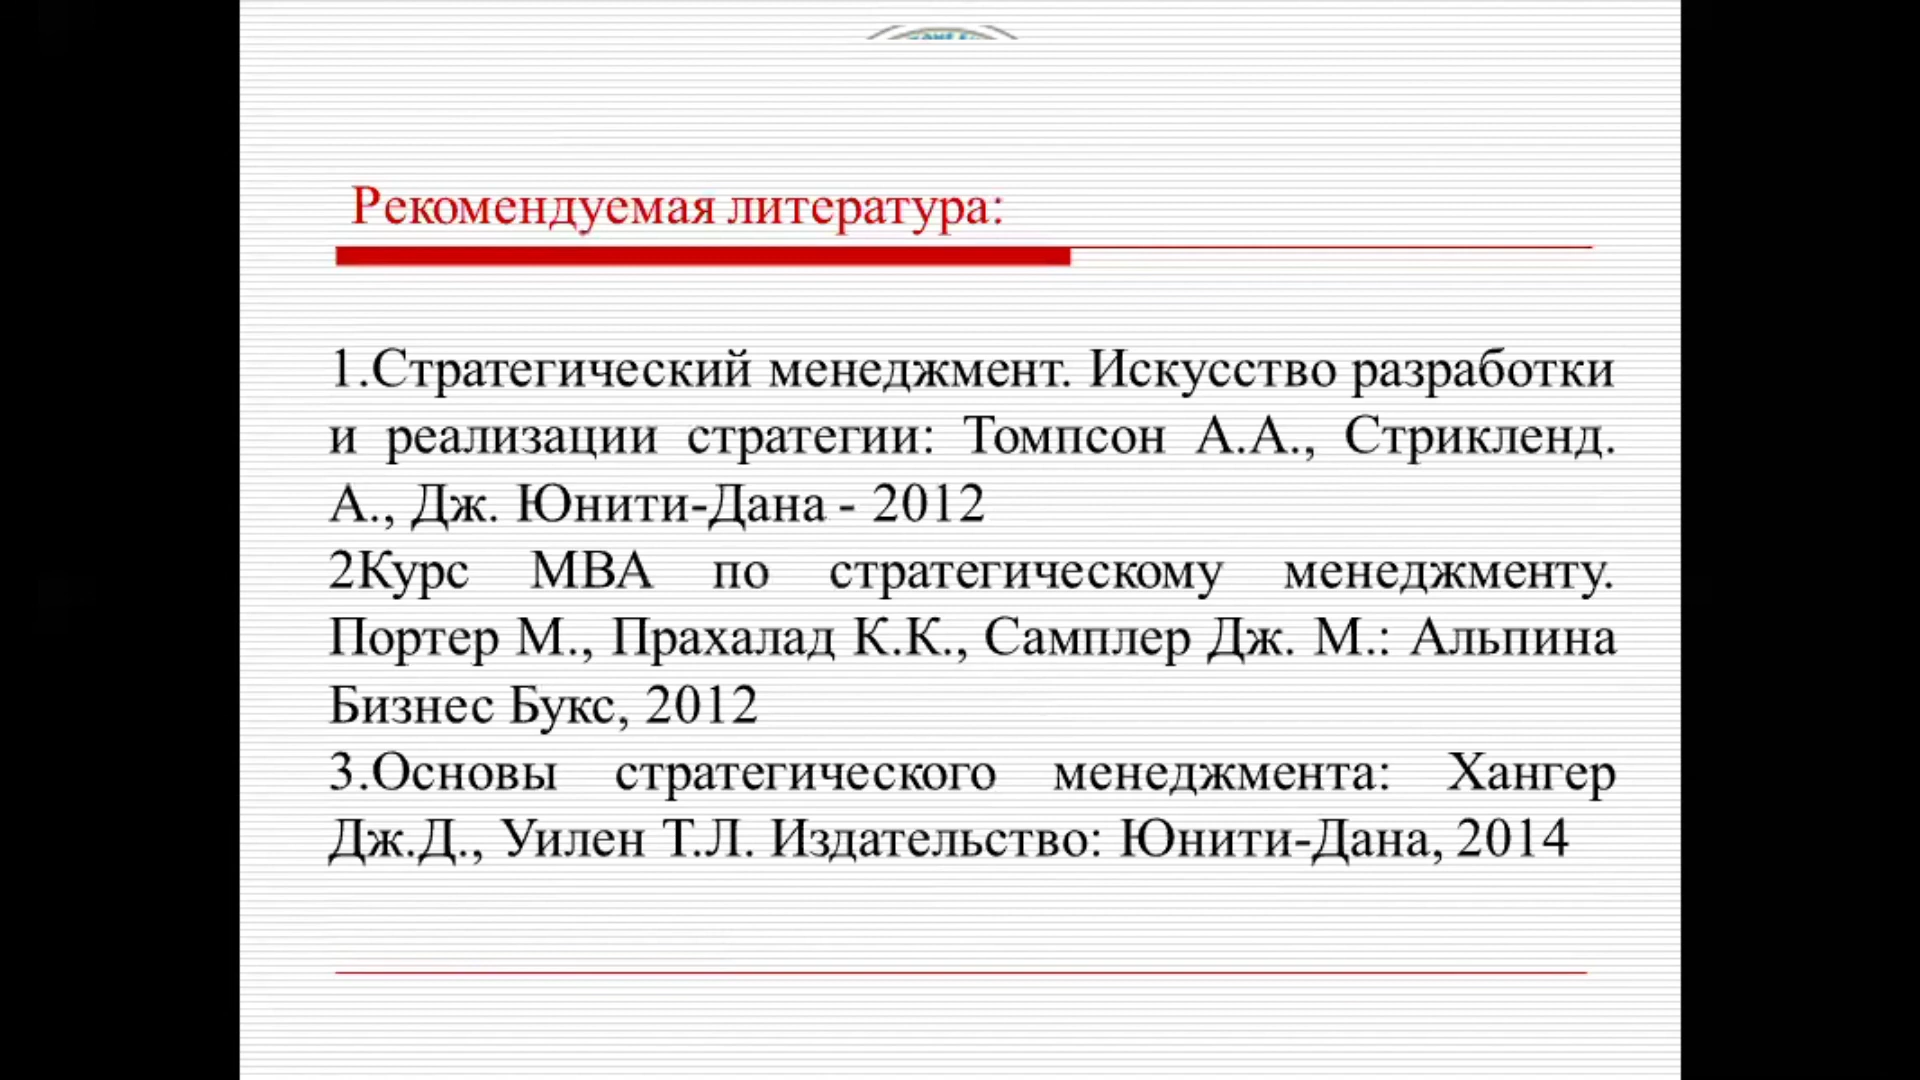 Рекомендуемая литература:
1.Стратегический менеджмент. Искусство разработки
и реализации стратегии: Томпсон А.А., Стрикленд.
А., Дж. Юнити-Дана - 2012
2Курс МВА по стратегическому менеджменту.
Портер М., Прахалад К.К., Самплер Дж. М.: Альпина
Бизнес Букс, 2012
3.Основы стратегического менеджмента: Хангер
Дж.Д., Уилен Т.Л. Издательство: Юнити-Дана, 2014